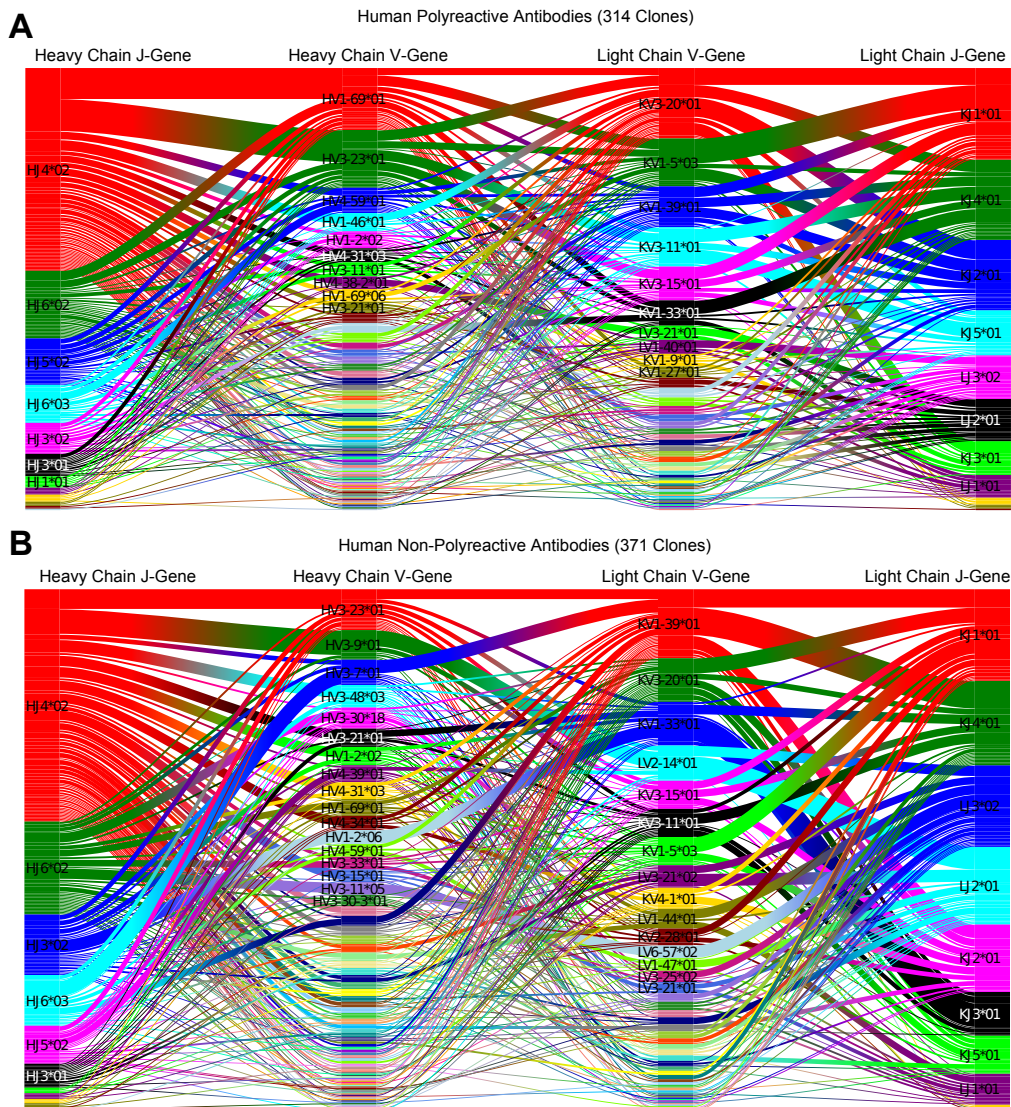 A
Human Polyreactive Antibodies (314 Clones)
Heavy Chain J-Gene
Heavy Chain V-Gene
Light Chain V-Gene
Light Chain J-Gene
HJ4*02
HJ6*02
HJ5*02
HJ6*03
HJ3*02
HJ3*01
HJ1*01
HV1-69*01
HV3-23*01
HV4-59*01
HV1-46*01
HV1-2*02
HV4-31*03
HV3-11*01
HV4-38-2*01
HV1-69*06
HV3-21*01
KV3-20*01
KV1-5*03
KV1-39*01
KV3-11*01
KV3-15*01
KV1-33*01
LV3-21*01
LV1-40*01
KV1-9*01
KV1-27*01
KJ1*01
KJ4*01
KJ2*01
KJ5*01
LJ3*02
LJ2*01
KJ3*01
LJ1*01
B
Human Non-Polyreactive Antibodies (371 Clones)
Heavy Chain J-Gene
Heavy Chain V-Gene
Light Chain V-Gene
Light Chain J-Gene
HJ4*02
HJ6*02
HJ3*02
HJ6*03
HJ5*02
HJ3*01
HV3-23*01
HV3-9*01
HV3-7*01
HV3-48*03
HV3-30*18
HV3-21*01
HV1-2*02
HV4-39*01
HV4-31*03
HV1-69*01
HV4-34*01
HV1-2*06
HV4-59*01
HV3-33*01
HV3-15*01
HV3-11*05
HV3-30-3*01
KV1-39*01
KV3-20*01
KV1-33*01
LV2-14*01
KV3-15*01
KV3-11*01
KV1-5*03
LV3-21*02
KV4-1*01
LV1-44*01
KV2-28*01
LV6-57*02
LV1-47*01
LV3-25*02
LV3-21*01
KJ1*01
KJ4*01
LJ3*02
LJ2*01
KJ2*01
KJ3*01
KJ5*01
LJ1*01